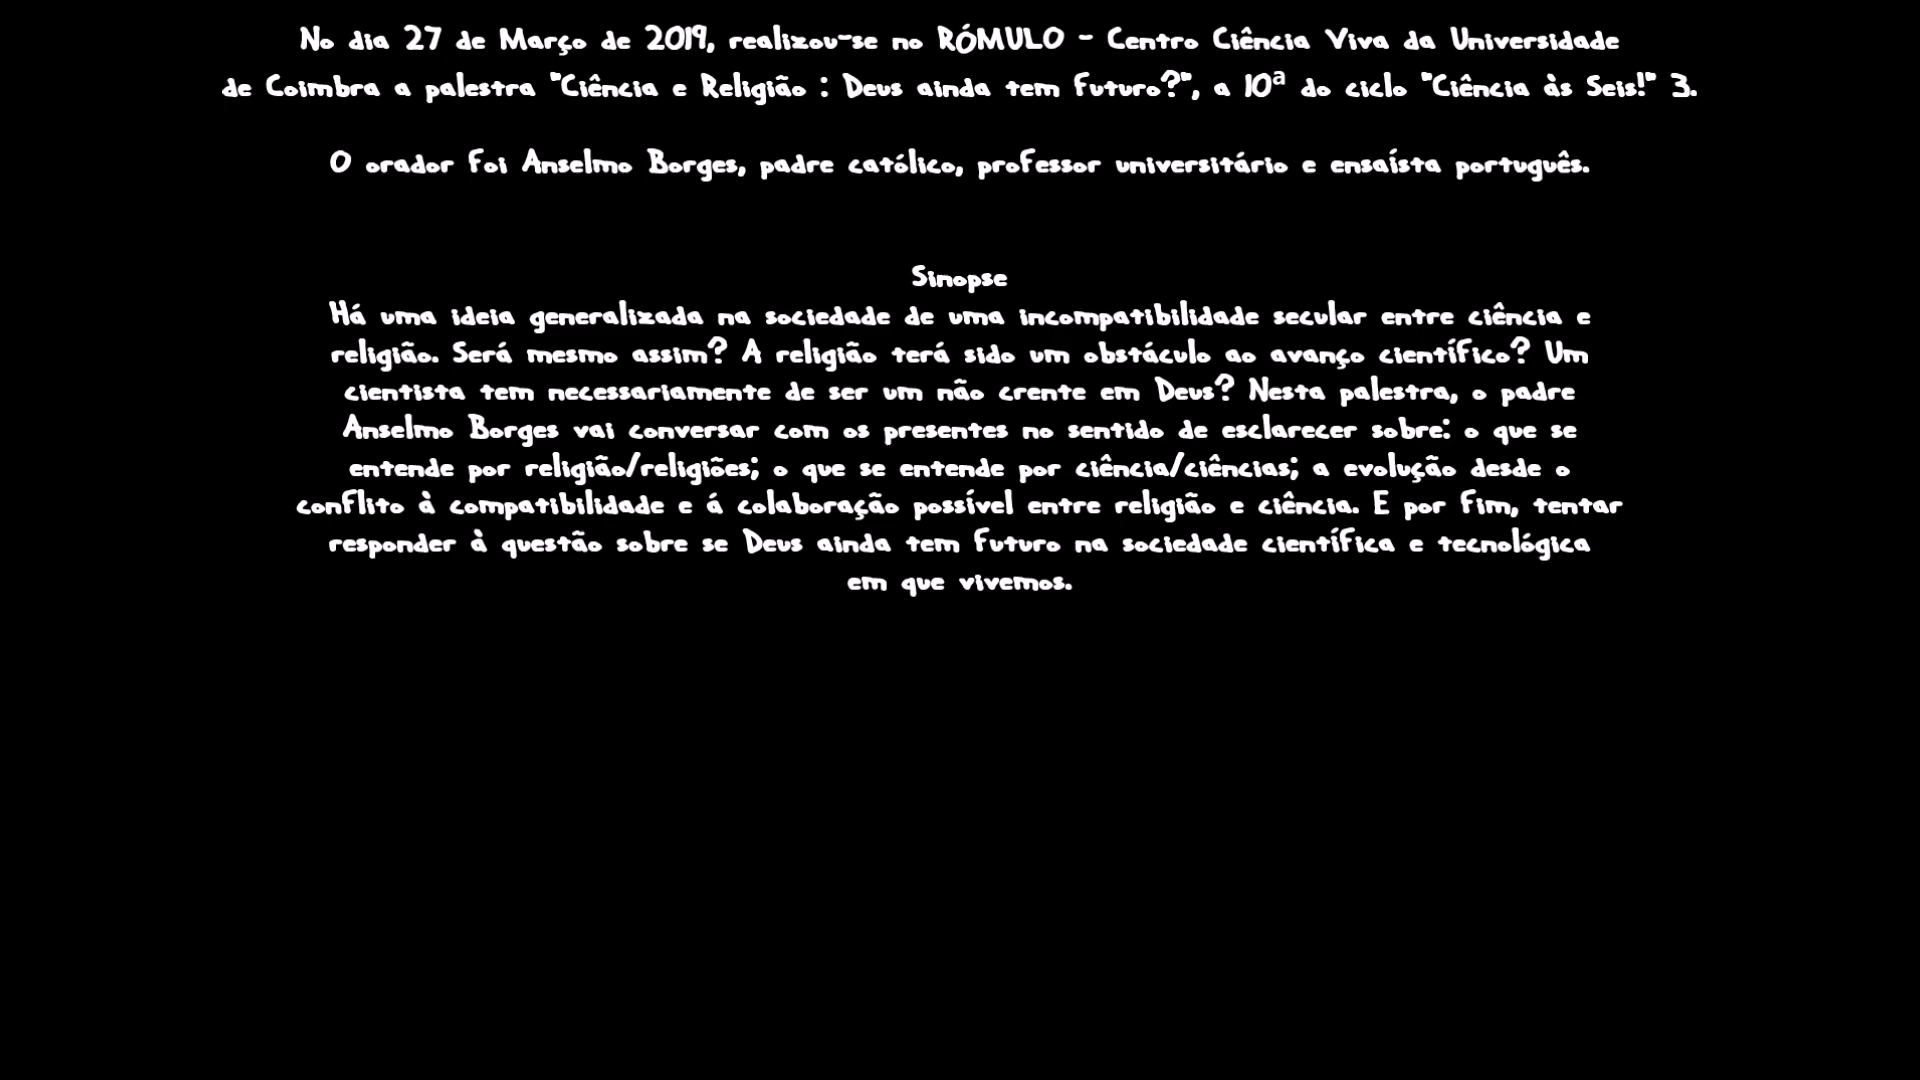 No dia 27 de Março de 2019, realizou-se no RÓMULO - Centro Ciência Viva da Universidade
de Coimbra a palestra "Ciência e Religião : Deus ainda tem Futuro?", a 10ª do ciclo "Ciência às Seis!" 3.
O orador foi Anselmo Borges, padre católico, professor universitário e ensaísta português.
Sinopse
Há uma ideia generalizada na sociedade de uma incompatibilidade secular entre ciência e
religião. Será mesmo assim? A religião terá sido um obstáculo ao avanço científico? Um
cientista tem necessariamente de ser um não crente em Deus? Nesta palestra, o padre
Anselmo Borges vai conversar com os presentes no sentido de esclarecer sobre: o que se
entende por religião/religiões; o que se entende por ciência/ciências; a evolução desde o
conflito à compatibilidade e á colaboração possível entre religião e ciência. E por fim, tentar
responder à questão sobre se Deus ainda tem futuro na sociedade científica e tecnológica
em que vivemos.